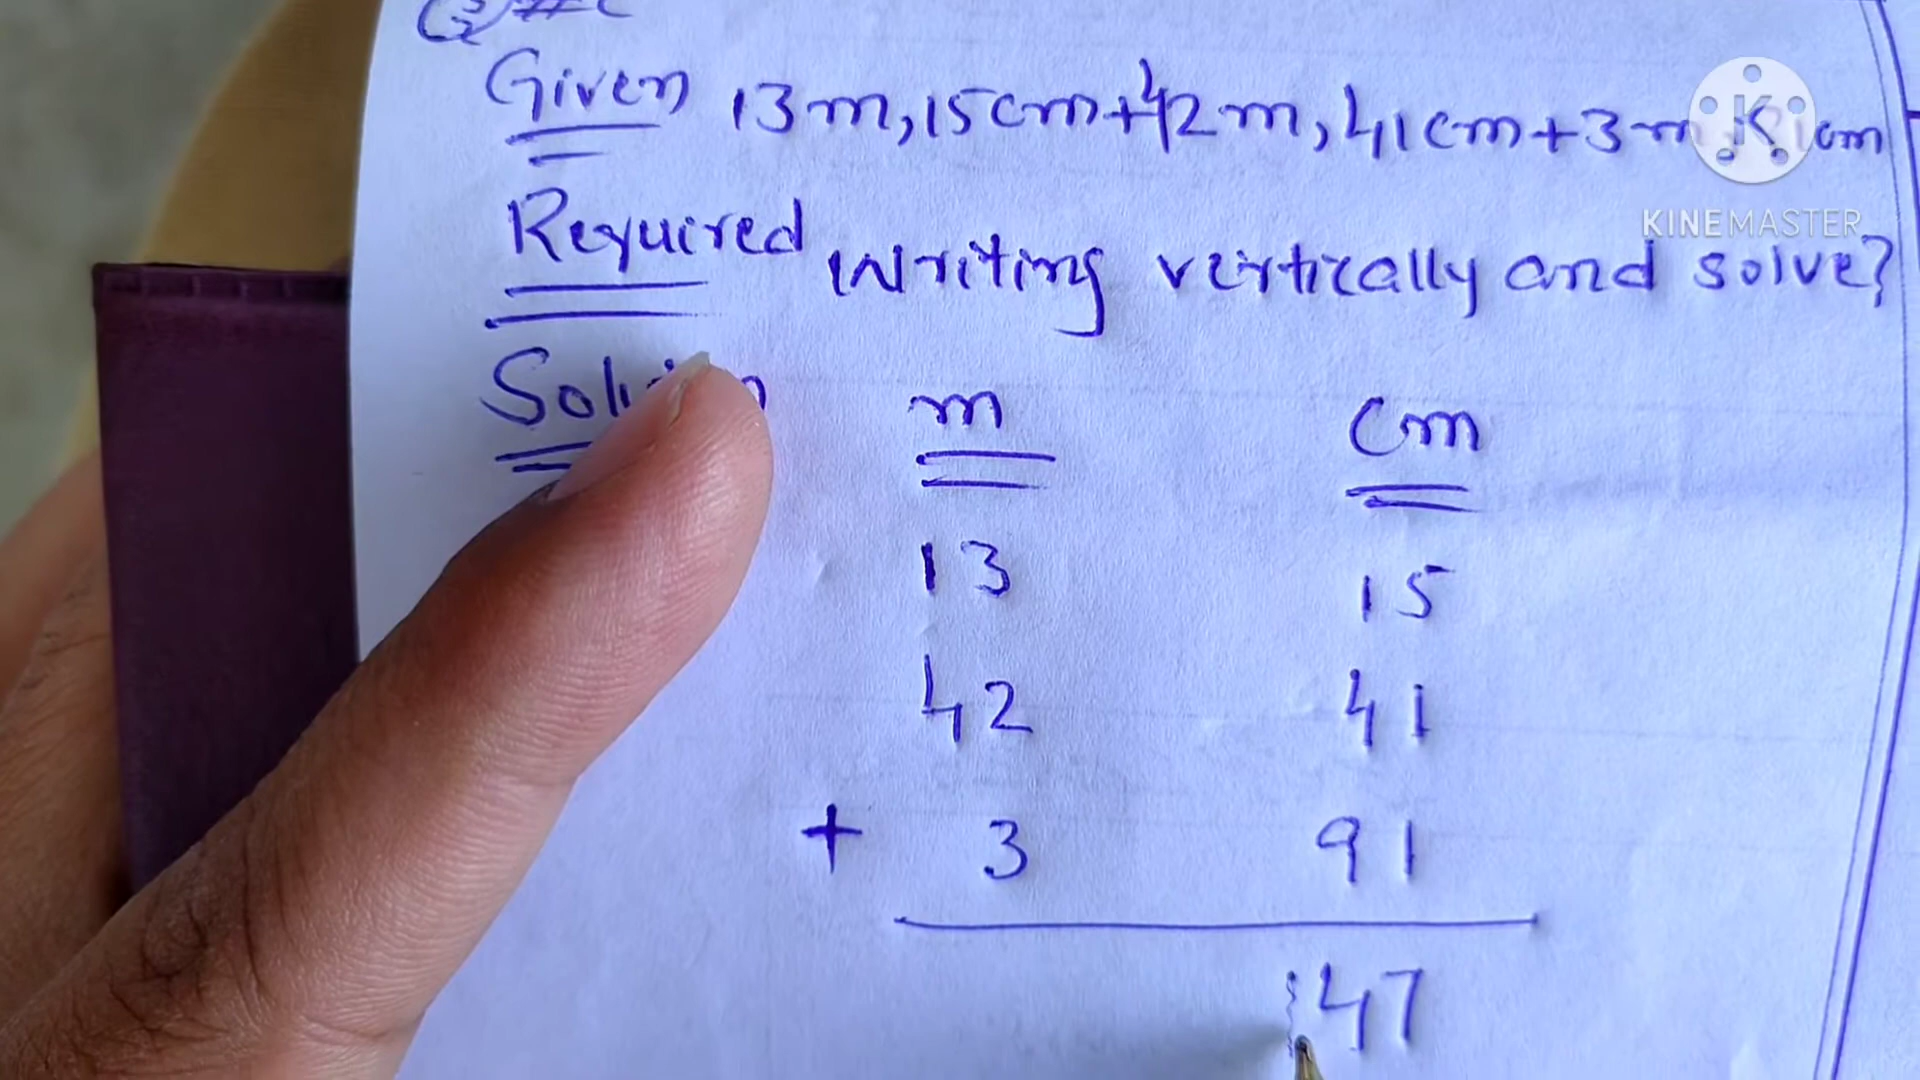 Given 13m,15cm+42m,41cm+3m,91cm
K
KINEMASTER
Required Writing vertically and solve?
m cm
13 15
42 41
+ 3 91
47